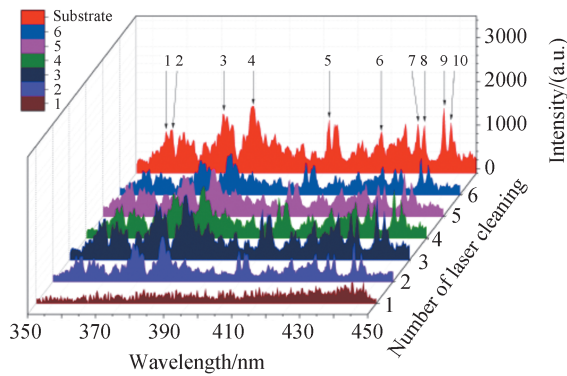 Substrate
6
5
4
3
2
1
1 2 3 4 5 6 7 8 9 10
3000
2000
1000
0
Intensity/(a.u.)
6
5
4
3
2
1
Number of laser cleaning
350 370 390 410 430 450
Wavelength/nm